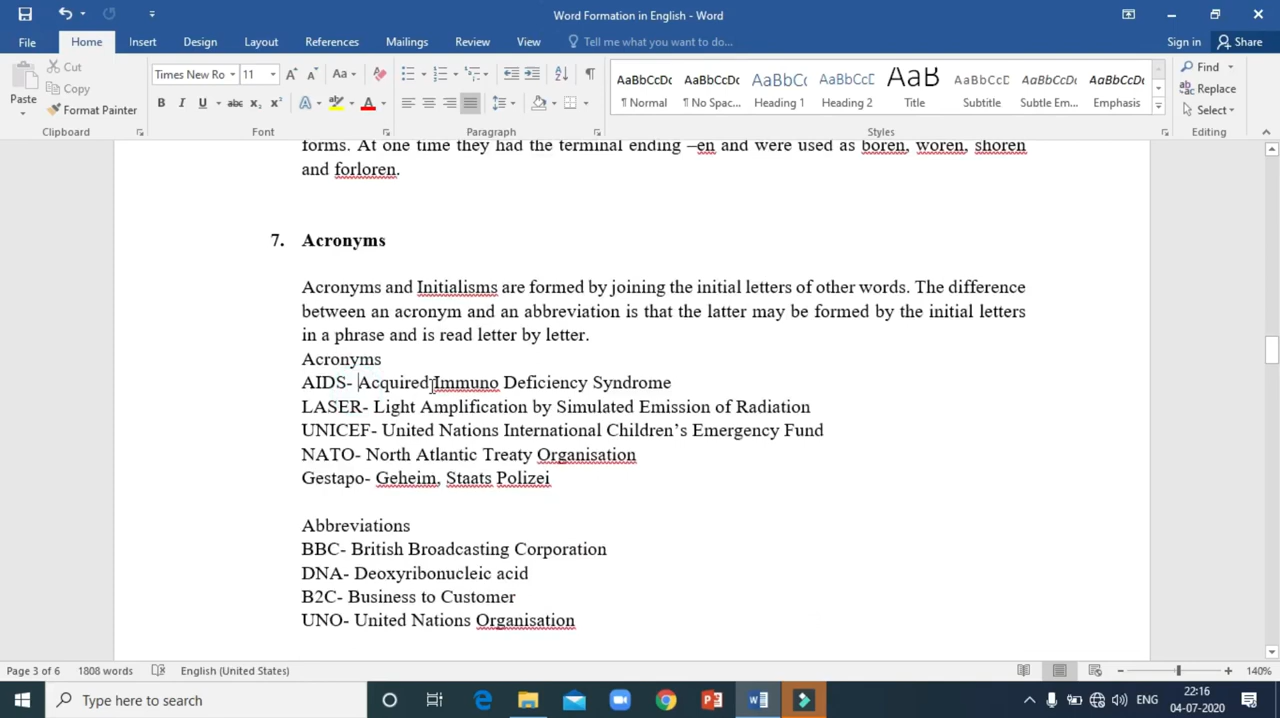 Word Formation in English - Word
File Home Insert Design Layout References Mailings Review View Tell me what you want to do... Sign in Share
Paste Cut Copy Format Painter
Times New Ro 11 Aa
B I U abc x₂ x² A A
AaBbCcDc AaBbCcDc AaBbCc AaBbCcD AaB AaBbCcD AaBbCcDc AaBbCcDc
¶ Normal ¶ No Spac... Heading 1 Heading 2 Title Subtitle Subtle Em... Emphasis
Find Replace Select
Clipboard Font Paragraph Styles Editing
forms. At one time they had the terminal ending –en and were used as boren, woren, shoren
and forloren.
7. Acronyms
Acronyms and Initialisms are formed by joining the initial letters of other words. The difference
between an acronym and an abbreviation is that the latter may be formed by the initial letters
in a phrase and is read letter by letter.
Acronyms
AIDS- Acquired Immuno Deficiency Syndrome
LASER- Light Amplification by Simulated Emission of Radiation
UNICEF- United Nations International Children’s Emergency Fund
NATO- North Atlantic Treaty Organisation
Gestapo- Geheim, Staats Polizei
Abbreviations
BBC- British Broadcasting Corporation
DNA- Deoxyribonucleic acid
B2C- Business to Customer
UNO- United Nations Organisation
Page 3 of 6 1808 words English (United States) 140%
Type here to search ENG 22:16
04-07-2020